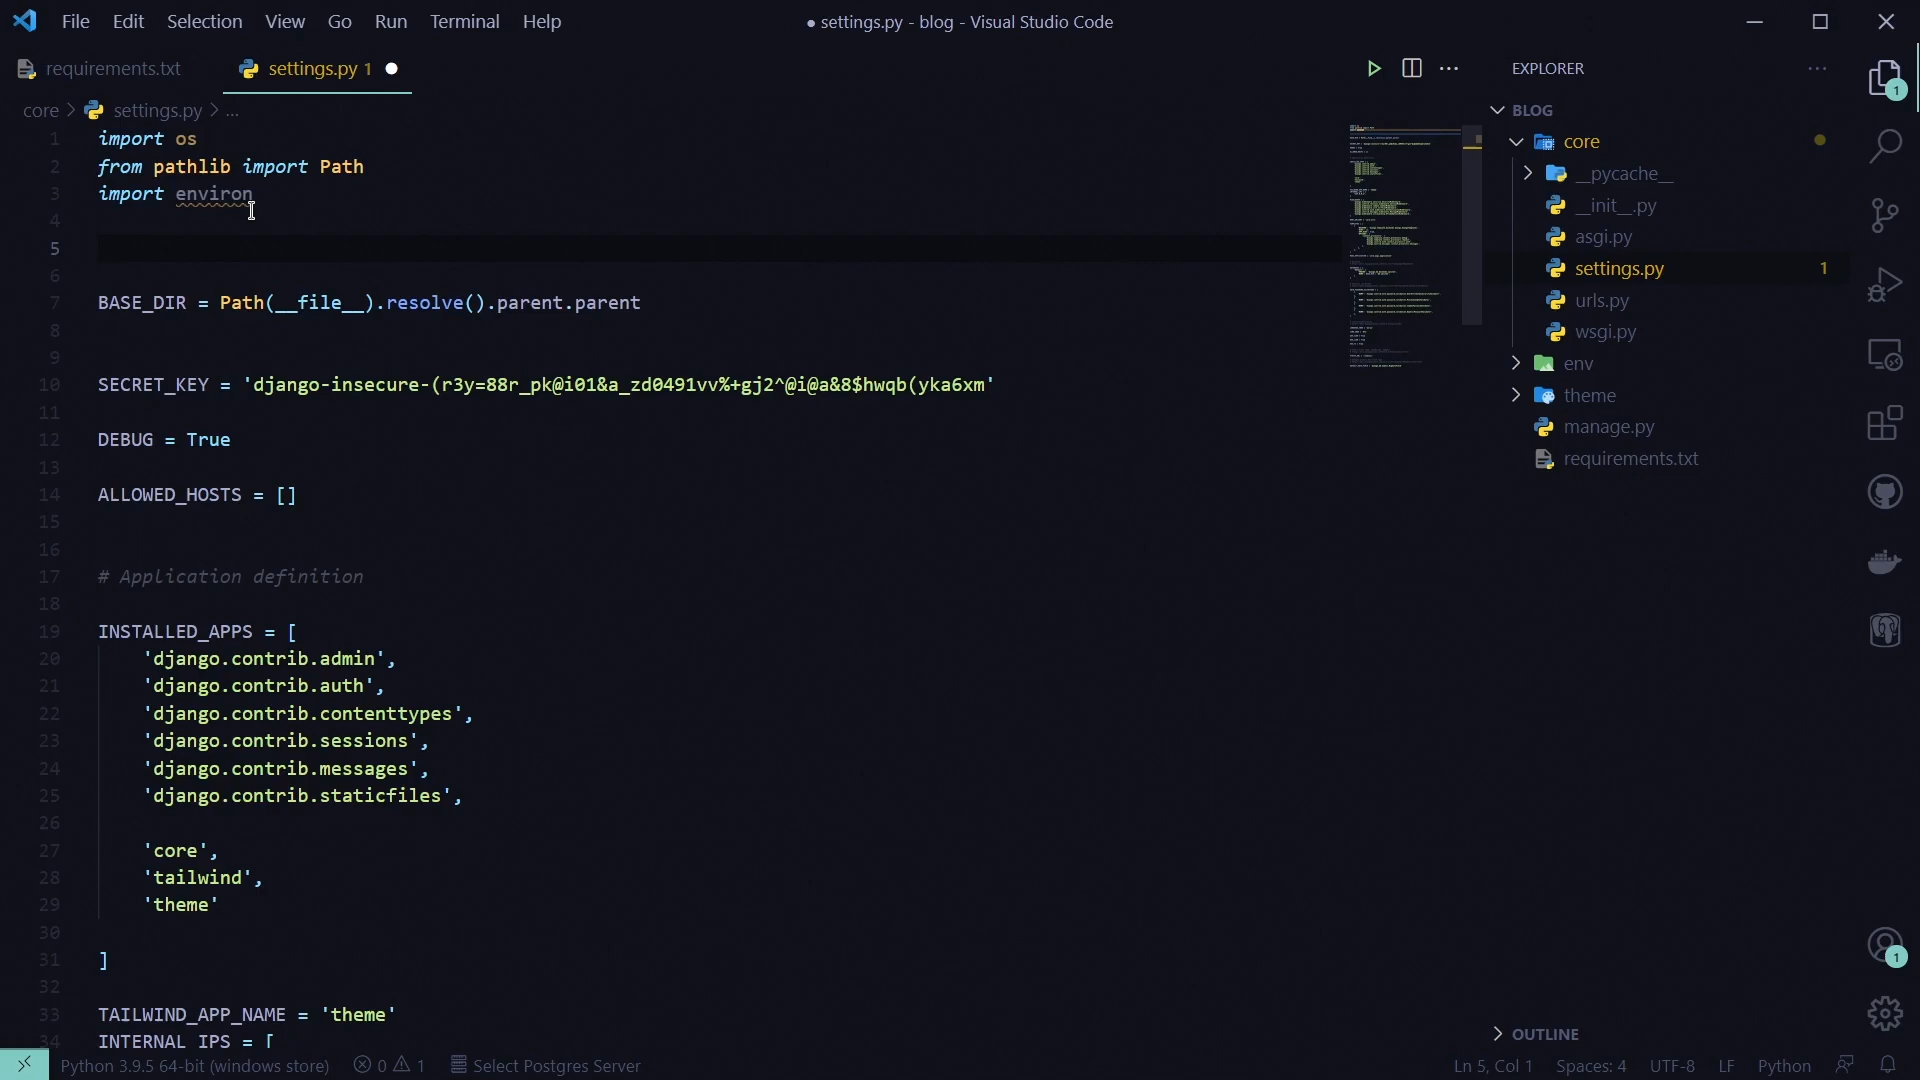 File Edit Selection View Go Run Terminal Help
● settings.py - blog - Visual Studio Code
requirements.txt
settings.py 1
core > settings.py > ...
1 import os
2 from pathlib import Path
3 import environ
4
5
6
7 BASE_DIR = Path(__file__).resolve().parent.parent
8
9
10 SECRET_KEY = 'django-insecure-(r3y=88r_pk@i01&a_zd0491vv%+gj2^@i@a&8$hwqb(yka6xm'
11
12 DEBUG = True
13
14 ALLOWED_HOSTS = []
15
16
17 # Application definition
18
19 INSTALLED_APPS = [
20 'django.contrib.admin',
21 'django.contrib.auth',
22 'django.contrib.contenttypes',
23 'django.contrib.sessions',
24 'django.contrib.messages',
25 'django.contrib.staticfiles',
26
27 'core',
28 'tailwind',
29 'theme'
30
31 ]
32
33 TAILWIND_APP_NAME = 'theme'
34 INTERNAL_IPS = [
EXPLORER
BLOG
core
__pycache__
__init__.py
asgi.py
settings.py 1
urls.py
wsgi.py
env
theme
manage.py
requirements.txt
OUTLINE
1
1
Python 3.9.5 64-bit (windows store) 0 1 Select Postgres Server
Ln 5, Col 1 Spaces: 4 UTF-8 LF Python